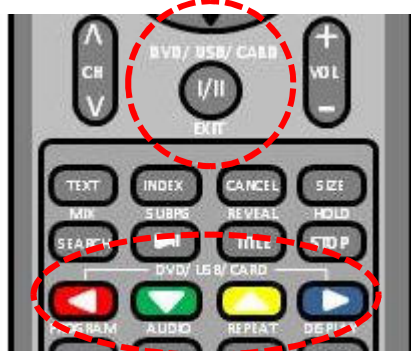 DVD/ USB/ CARD
CH
I/II
VOL
EXIT
TEXT INDEX CANCEL SIZE
MIX SUBPG REVEAL HOLD
SEARCH TITLE STOP
DVD/ USB/ CARD
PROGRAM AUDIO REPEAT DISPLAY